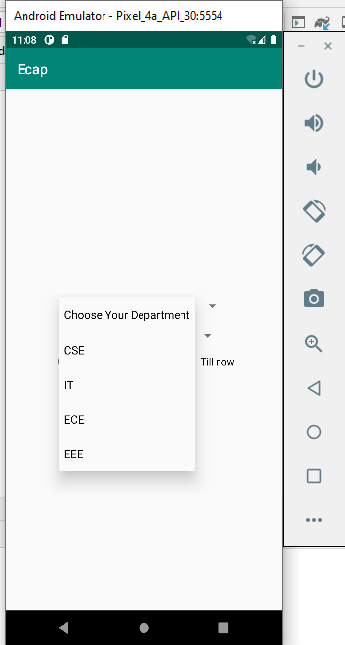 Android Emulator - Pixel_4a_API_30:5554
11:08
Ecap
Choose Your Department
CSE
IT
Till row
ECE
EEE